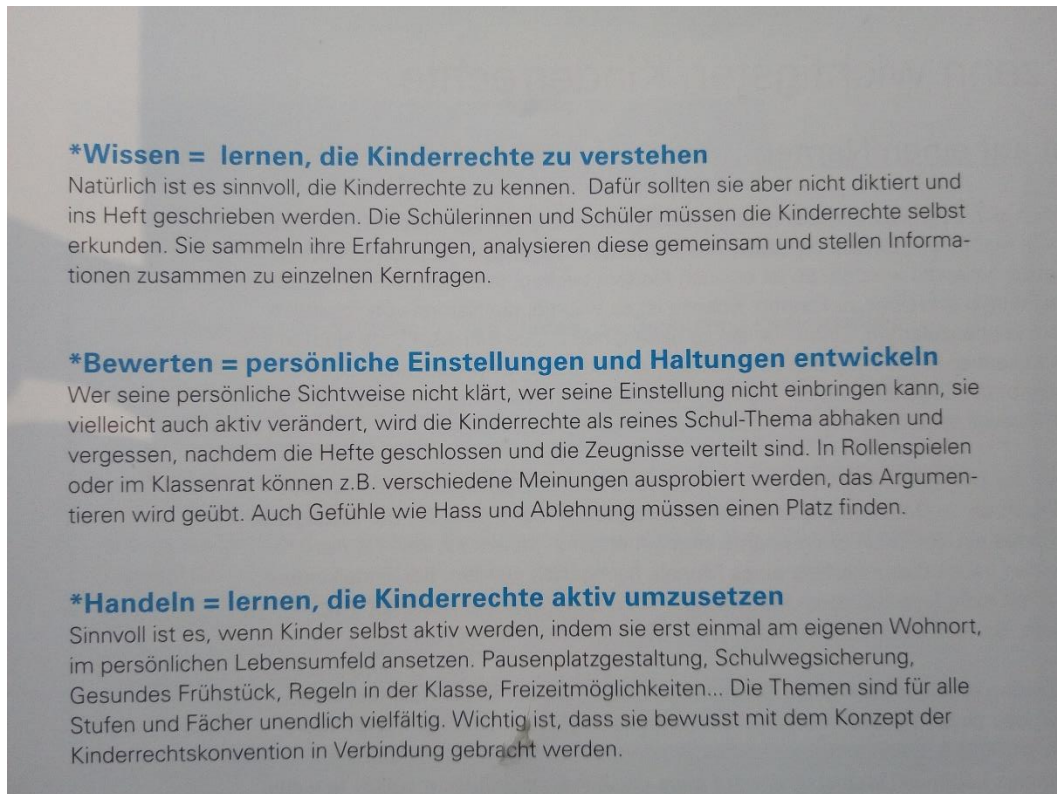 *Wissen = lernen, die Kinderrechte zu verstehen
Natürlich ist es sinnvoll, die Kinderrechte zu kennen. Dafür sollten sie aber nicht diktiert und
ins Heft geschrieben werden. Die Schülerinnen und Schüler müssen die Kinderrechte selbst
erkunden. Sie sammeln ihre Erfahrungen, analysieren diese gemeinsam und stellen Informa-
tionen zusammen zu einzelnen Kernfragen.
*Bewerten = persönliche Einstellungen und Haltungen entwickeln
Wer seine persönliche Sichtweise nicht klärt, wer seine Einstellung nicht einbringen kann, sie
vielleicht auch aktiv verändert, wird die Kinderrechte als reines Schul-Thema abhaken und
vergessen, nachdem die Hefte geschlossen und die Zeugnisse verteilt sind. In Rollenspielen
oder im Klassenrat können z.B. verschiedene Meinungen ausprobiert werden, das Argumen-
tieren wird geübt. Auch Gefühle wie Hass und Ablehnung müssen einen Platz finden.
*Handeln = lernen, die Kinderrechte aktiv umzusetzen
Sinnvoll ist es, wenn Kinder selbst aktiv werden, indem sie erst einmal am eigenen Wohnort,
im persönlichen Lebensumfeld ansetzen. Pausenplatzgestaltung, Schulwegsicherung,
Gesundes Frühstück, Regeln in der Klasse, Freizeitmöglichkeiten... Die Themen sind für alle
Stufen und Fächer unendlich vielfältig. Wichtig ist, dass sie bewusst mit dem Konzept der
Kinderrechtskonvention in Verbindung gebracht werden.